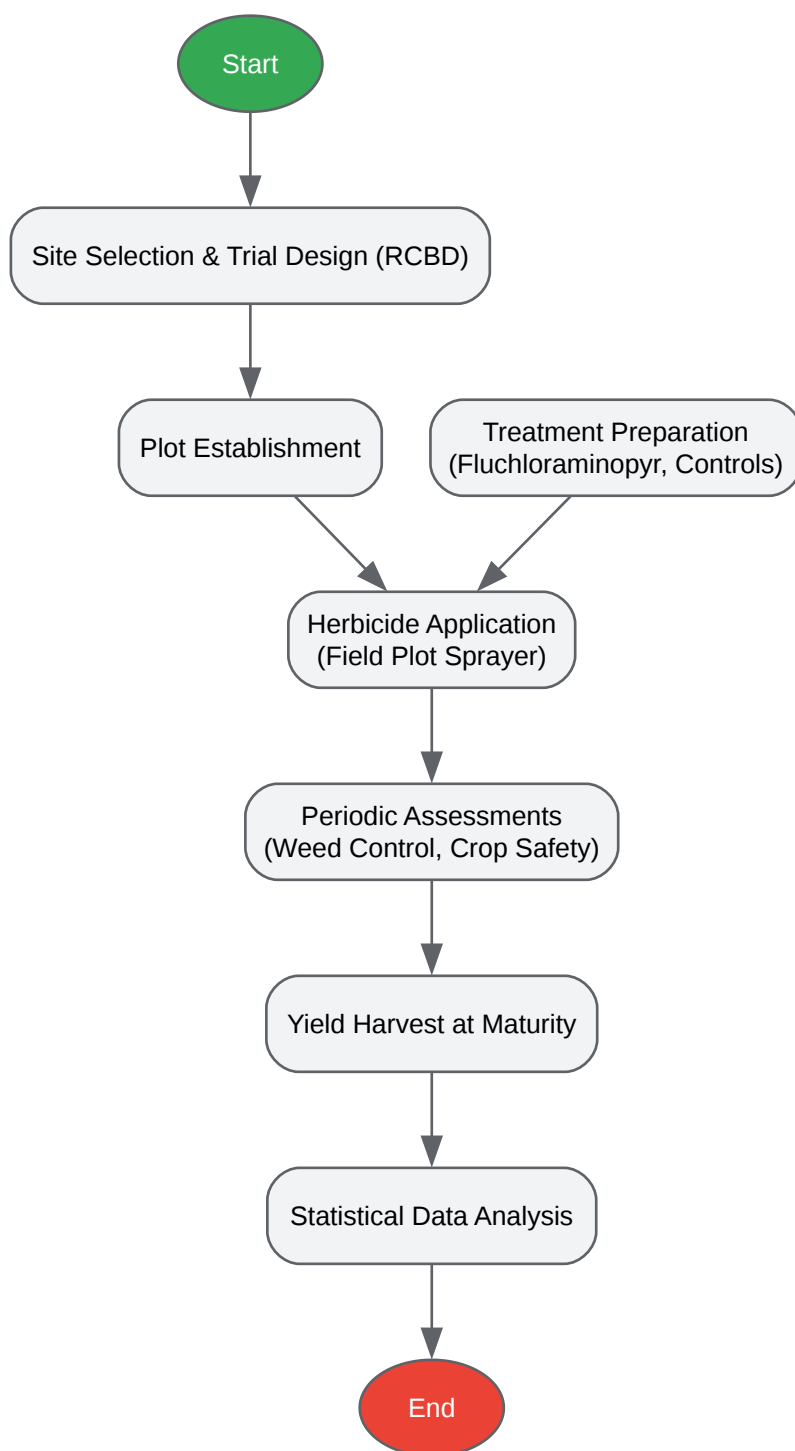 Start
Site Selection & Trial Design (RCBD)
Plot Establishment
Treatment Preparation
(Fluchloraminopyr, Controls)
Herbicide Application
(Field Plot Sprayer)
Periodic Assessments
(Weed Control, Crop Safety)
Yield Harvest at Maturity
Statistical Data Analysis
End